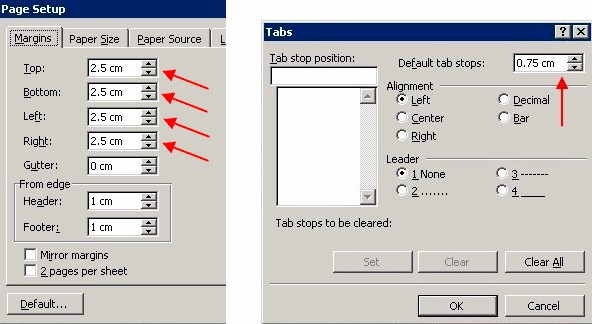 Page Setup
Margins Paper Size Paper Source
Top: 2.5 cm
Bottom: 2.5 cm
Left: 2.5 cm
Right: 2.5 cm
Gutter: 0 cm
From edge
Header: 1 cm
Footer: 1 cm
Mirror margins
2 pages per sheet
Default...
Tabs
Tab stop position:
Default tab stops: 0.75 cm
Alignment
Left Decimal
Center Bar
Right
Leader
1 None 3 -------
2 ....... 4 ____
Tab stops to be cleared:
Set Clear Clear All
OK Cancel